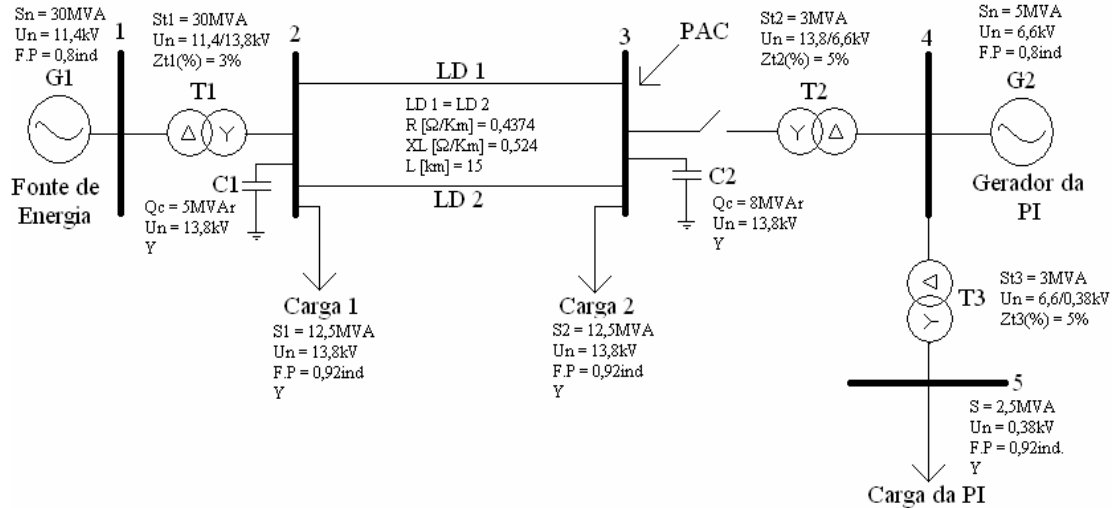 Sn = 30MVA
Un = 11,4kV
F.P = 0,8ind
G1
Fonte de
Energia
1
St1 = 30MVA
Un = 11,4/13,8kV
Zt1(%) = 3%
T1
2
C1
Qc = 5MVAr
Un = 13,8kV
Y
LD 1
LD 1 = LD 2
R [Ω/Km] = 0,4374
XL [Ω/Km] = 0,524
L [km] = 15
LD 2
Carga 1
S1 = 12,5MVA
Un = 13,8kV
F.P = 0,92ind
Y
3
PAC
C2
Qc = 8MVAr
Un = 13,8kV
Y
Carga 2
S2 = 12,5MVA
Un = 13,8kV
F.P = 0,92ind
Y
St2 = 3MVA
Un = 13,8/6,6kV
Zt2(%) = 5%
T2
4
Sn = 5MVA
Un = 6,6kV
F.P = 0,8ind
G2
Gerador da
PI
T3
St3 = 3MVA
Un = 6,6/0,38kV
Zt3(%) = 5%
5
S = 2,5MVA
Un = 0,38kV
F.P = 0,92ind.
Y
Carga da PI